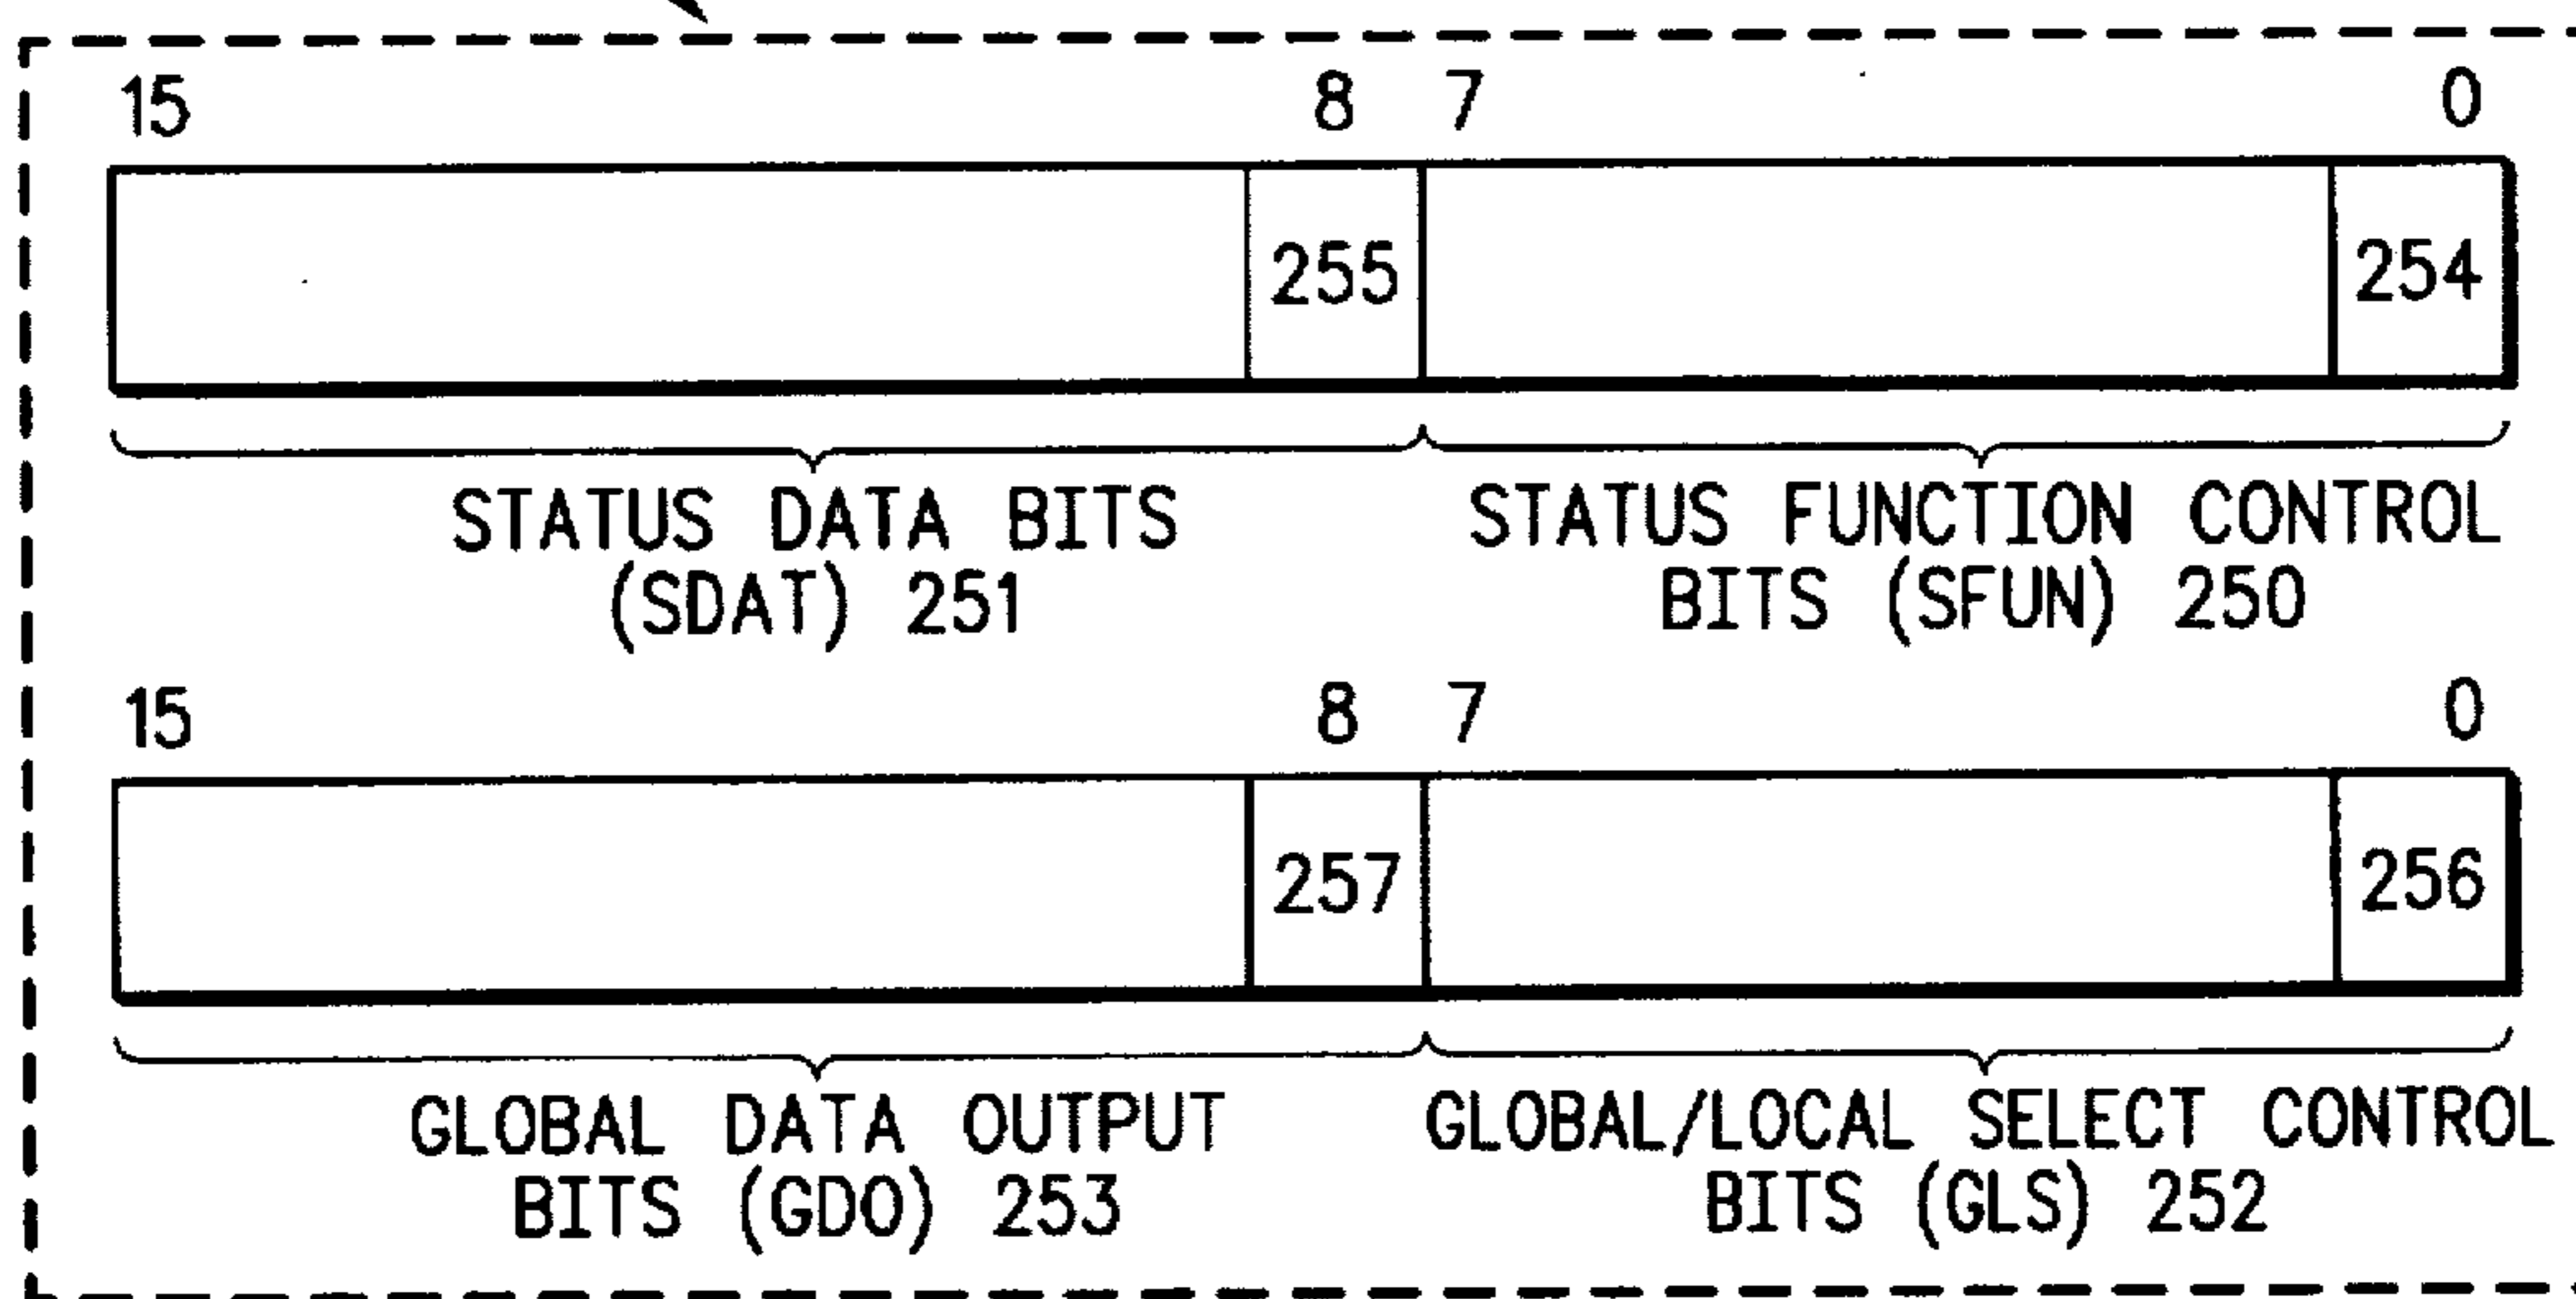 15 8 7 0
255 254
STATUS DATA BITS
(SDAT) 251
STATUS FUNCTION CONTROL
BITS (SFUN) 250
15 8 7 0
257 256
GLOBAL DATA OUTPUT
BITS (GDO) 253
GLOBAL/LOCAL SELECT CONTROL
BITS (GLS) 252